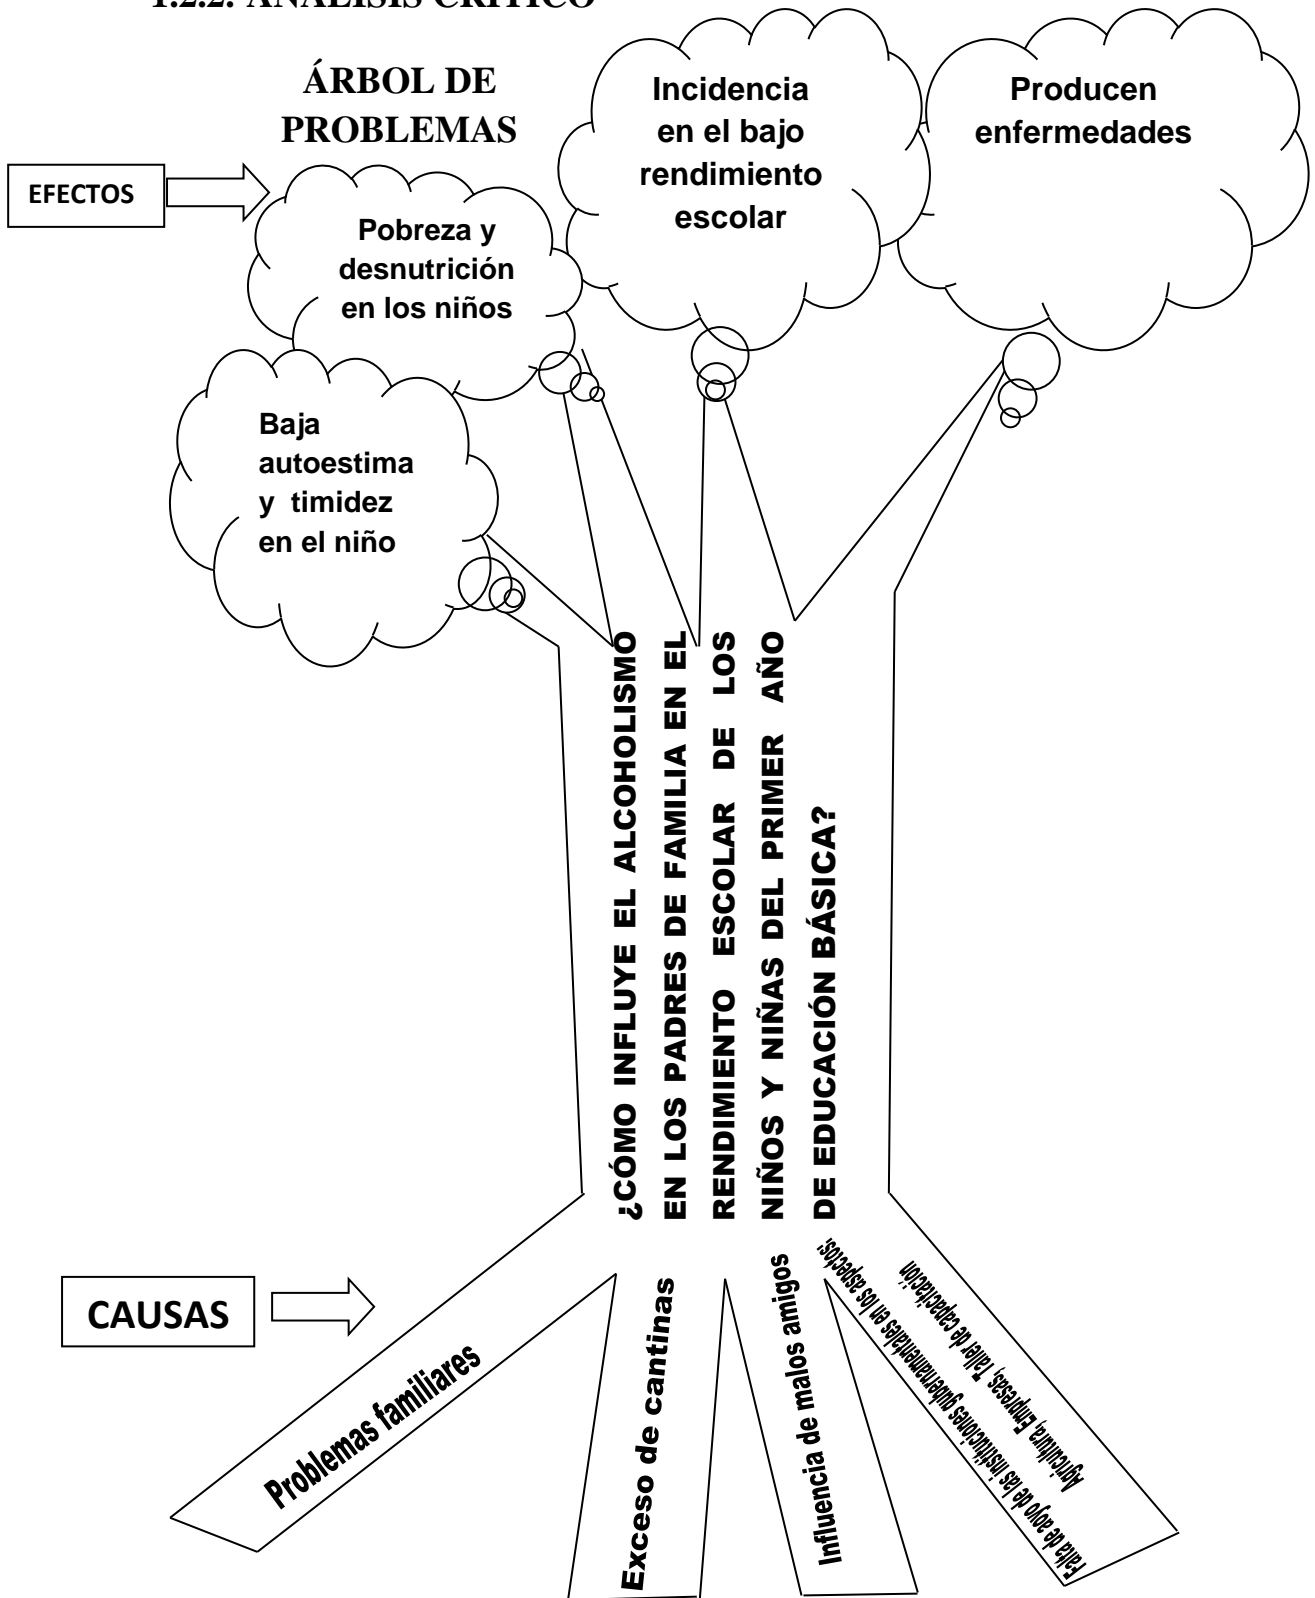 1.2.2. ANÁLISIS CRÍTICO
ÁRBOL DE
PROBLEMAS
EFECTOS
Incidencia
en el bajo
rendimiento
escolar
Producen
enfermedades
Pobreza y
desnutrición
en los niños
Baja
autoestima
y timidez
en el niño
¿CÓMO INFLUYE EL ALCOHOLISMO
EN LOS PADRES DE FAMILIA EN EL
RENDIMIENTO ESCOLAR DE LOS
NIÑOS Y NIÑAS DEL PRIMER AÑO
DE EDUCACIÓN BÁSICA?
CAUSAS
Problemas familiares
Exceso de cantinas
Influencia de malos amigos
Falta de aoyo de las instituciones gubernamentales en los aspectos:
Agricultura, Empresas, Taller de capacitacion